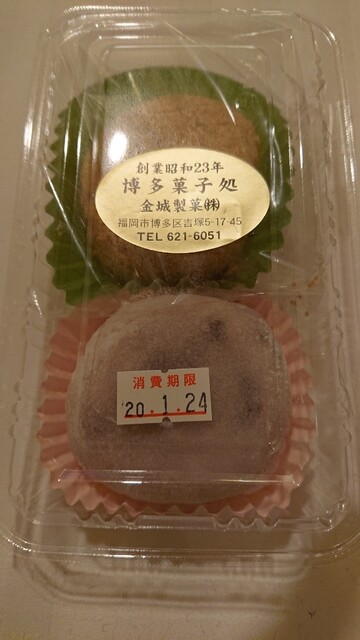 創業昭和23年
博多菓子処
金城製菓㈱
福岡市博多区吉塚5-17-45
TEL 621-6051
消費期限
'20.1.24